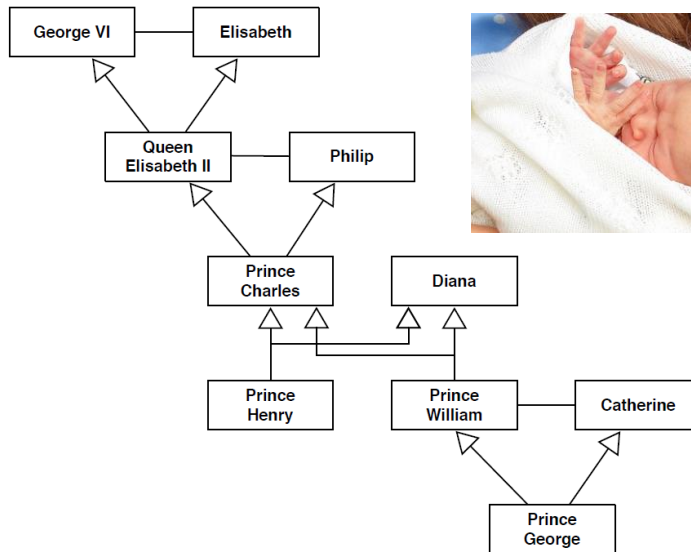 George VI
Elisabeth
Queen
Elisabeth II
Philip
Prince
Charles
Diana
Prince
Henry
Prince
William
Catherine
Prince
George